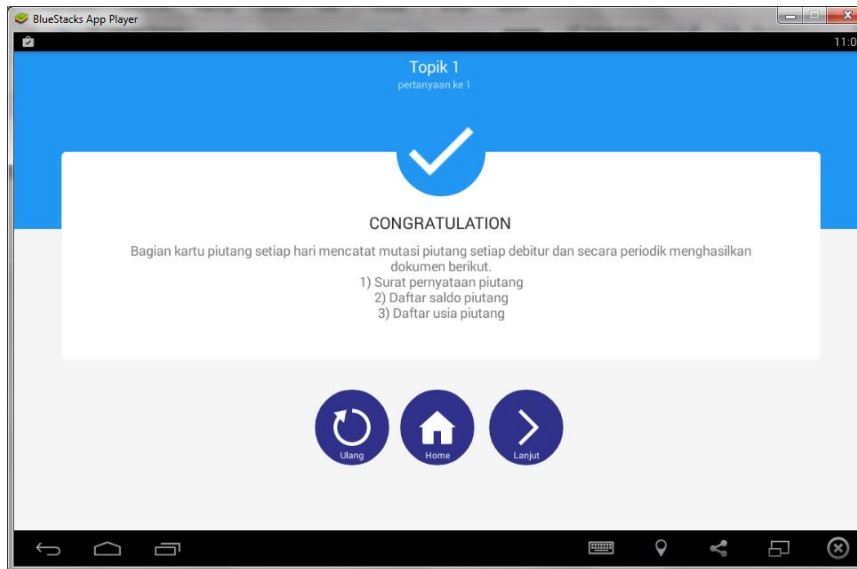 BlueStacks App Player
11:0
Topik 1
pertanyaan ke 1
CONGRATULATION
Bagian kartu piutang setiap hari mencatat mutasi piutang setiap debitur dan secara periodik menghasilkan
dokumen berikut.
1) Surat pernyataan piutang
2) Daftar saldo piutang
3) Daftar usia piutang
Ulang
Home
Lanjut